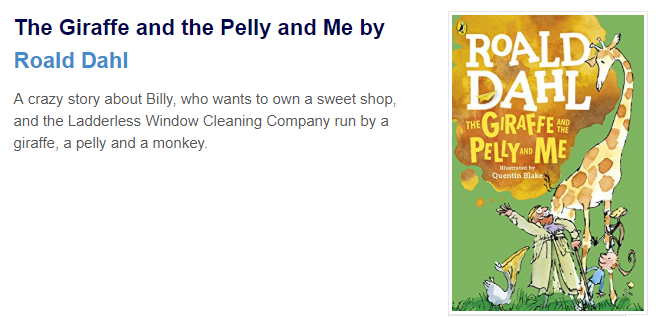 The Giraffe and the Pelly and Me by
Roald Dahl
A crazy story about Billy, who wants to own a sweet shop,
and the Ladderless Window Cleaning Company run by a
giraffe, a pelly and a monkey.
ROALD
DAHL
THE GIRAFFE AND THE
PELLY AND ME
Illustrated by
Quentin Blake